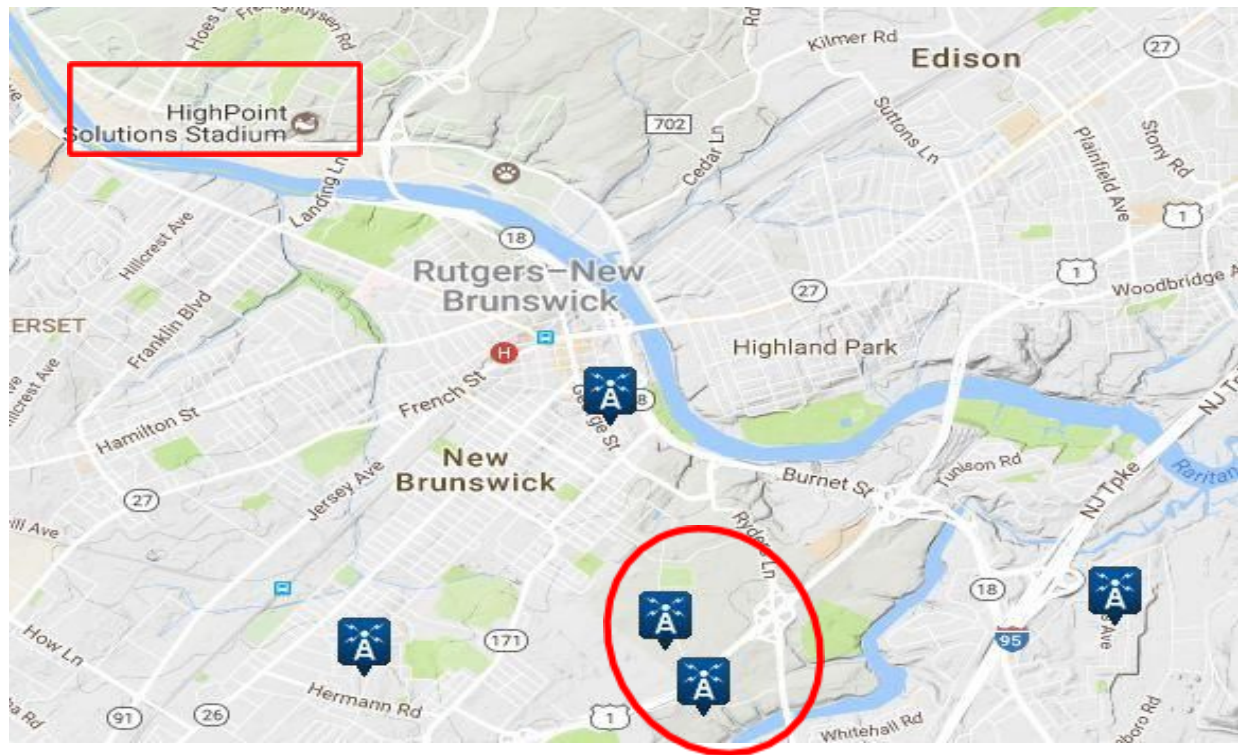 Hoes L
Frelinghuysen Rd
Kilmer Rd
Edison
27
HighPoint
Solutions Stadium
702
Cedar Ln
Suttons Ln
Plainfield Ave
Stony Rd
1
Landing Ln
Hillcrest Ave
18
Rutgers–New
Brunswick
27
1
Woodbridge A
ERSET
Franklin Blvd
H
Highland Park
French St
George St
A
8
NJ T
Hamilton St
New
Brunswick
Jersey Ave
Burnet St
Tunison Rd
NJ Tpke
Raritan
27
Ryders Ln
18
A
A
A
A
95
s Ave
171
How Ln
Hermann Rd
91
26
1
Whitehall Rd
boro Rd